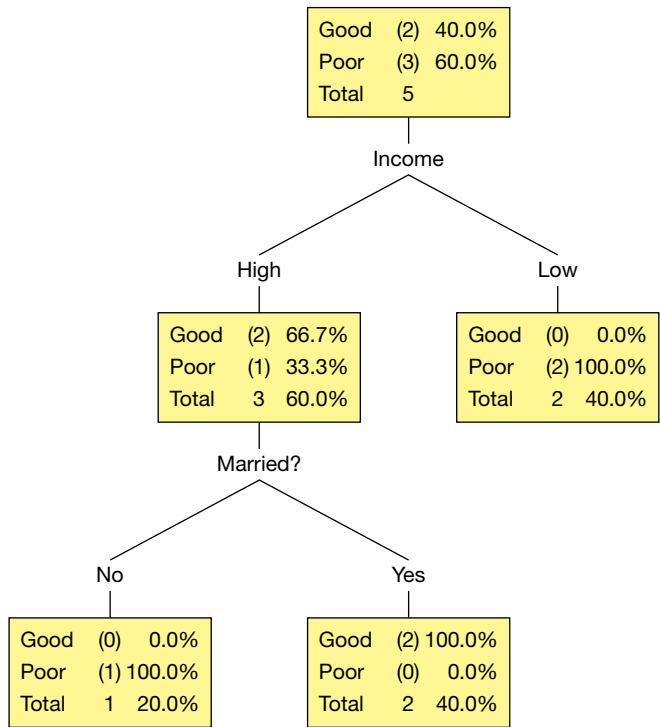 Good (2) 40.0%
Poor (3) 60.0%
Total 5
Income
High
Low
Good (2) 66.7%
Poor (1) 33.3%
Total 3 60.0%
Good (0) 0.0%
Poor (2) 100.0%
Total 2 40.0%
Married?
No
Yes
Good (0) 0.0%
Poor (1) 100.0%
Total 1 20.0%
Good (2) 100.0%
Poor (0) 0.0%
Total 2 40.0%